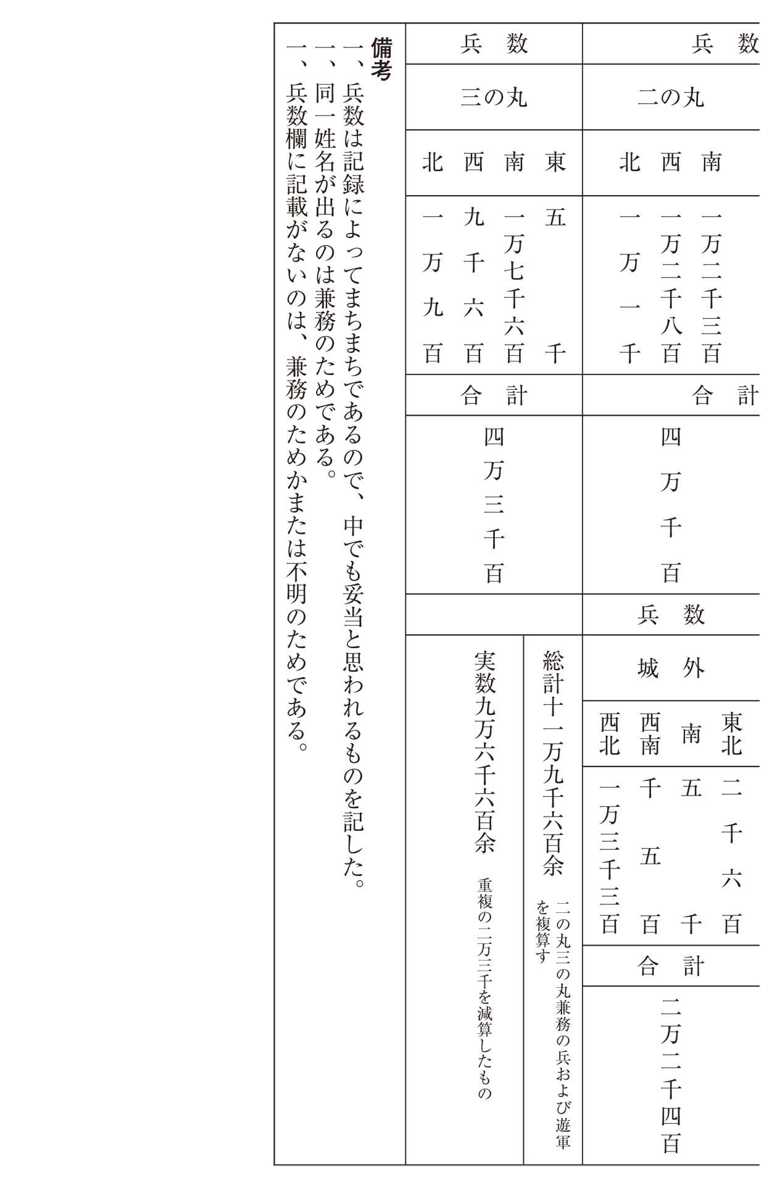 兵数
二の丸
南
西
北
一万二千三百
一万二千八百
一万一千
合計
四万千百
兵数
城外
東北
南
西南
西北
二千六百
五千
千五百
一万三千三百
合計
二万二千四百
兵数
三の丸
東
南
西
北
五千
一万七千六百
九千六百
一万九百
合計
四万三千百
総計十一万九千六百余 二の丸三の丸兼務の兵および遊軍
を複算す
実数九万六千六百余 重複の二万三千を減算したもの
備考
一、兵数は記録によってまちまちであるので、中でも妥当と思われるものを記した。
一、同一姓名が出るのは兼務のためである。
一、兵数欄に記載がないのは、兼務のためかまたは不明のためである。